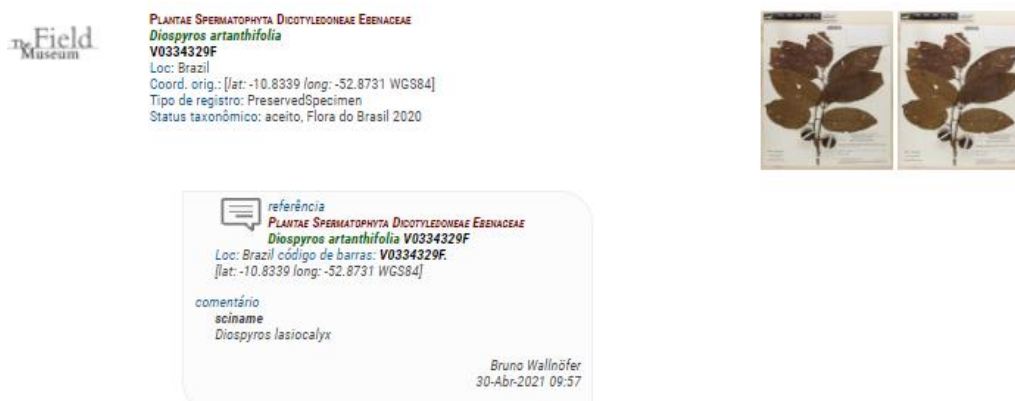 The Field
Museum
PLANTAE SPERMATOPHYTA DICOTYLEDONEAE EBENACEAE
Diospyros artanthifolia
V0334329F
Loc: Brazil
Coord. orig.: [lat: -10.8339 long: -52.8731 WGS84]
Tipo de registro: PreservedSpecimen
Status taxonômico: aceito, Flora do Brasil 2020
referência
PLANTAE SPERMATOPHYTA DICOTYLEDONEAE EBENACEAE
Diospyros artanthifolia V0334329F
Loc: Brazil código de barras: V0334329F.
[lat: -10.8339 long: -52.8731 WGS84]
comentário
sciname
Diospyros lasiocalyx
Bruno Wallnöfer
30-Abr-2021 09:57